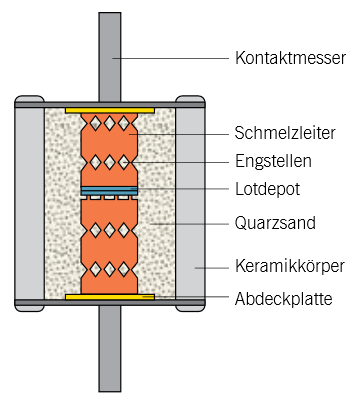 Kontaktmesser
Schmelzleiter
Engstellen
Lotdepot
Quarzsand
Keramikkörper
Abdeckplatte